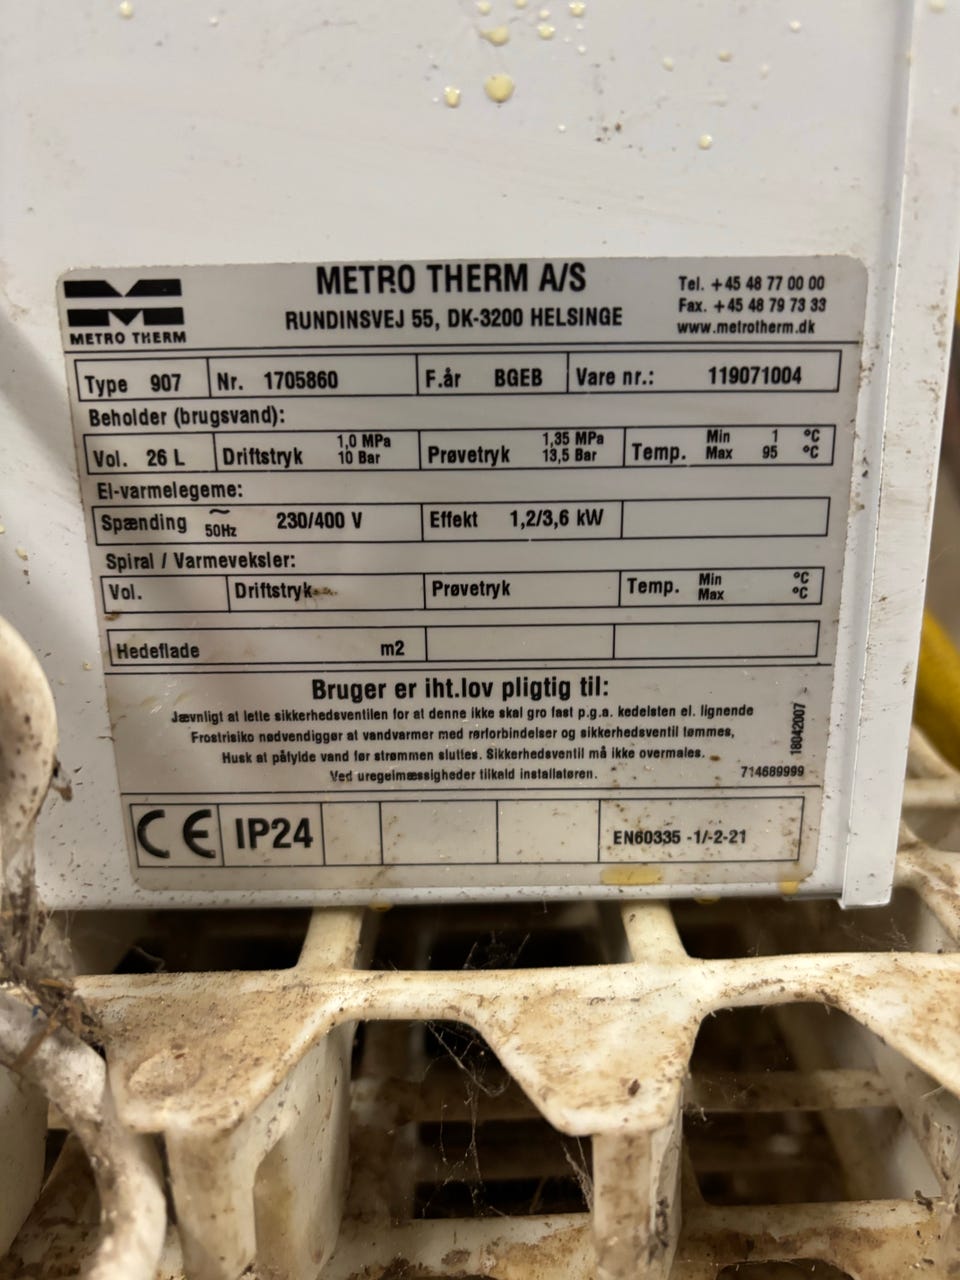 METRO THERM
METRO THERM A/S
RUNDINSVEJ 55, DK-3200 HELSINGE
Tel. +45 48 77 00 00
Fax. +45 48 79 73 33
www.metrotherm.dk
Type 907 Nr. 1705860 F.år BGEB Vare nr.: 119071004
Beholder (brugsvand):
Vol. 26 L Driftstryk 1,0 MPa 10 Bar Prøvetryk 1,35 MPa 13,5 Bar Temp. Min 1 °C Max 95 °C
El-varmelegeme:
Spænding ~ 50Hz 230/400 V Effekt 1,2/3,6 kW
Spiral / Varmeveksler:
Vol. Driftstryk Prøvetryk Temp. Min °C Max °C
Hedeflade m2
Bruger er iht.lov pligtig til:
Jævnligt at lette sikkerhedsventilen for at denne ikke skal gro fast p.g.a. kedelsten el. lignende
Frostrisiko nødvendiggør at vandvarmer med rørforbindelser og sikkerhedsventil tømmes,
Husk at påfylde vand før strømmen sluttes. Sikkerhedsventil må ikke overmales.
Ved uregelmæssigheder tilkald installatøren.
18042007
714689999
CE IP24 EN60335 -1/-2-21